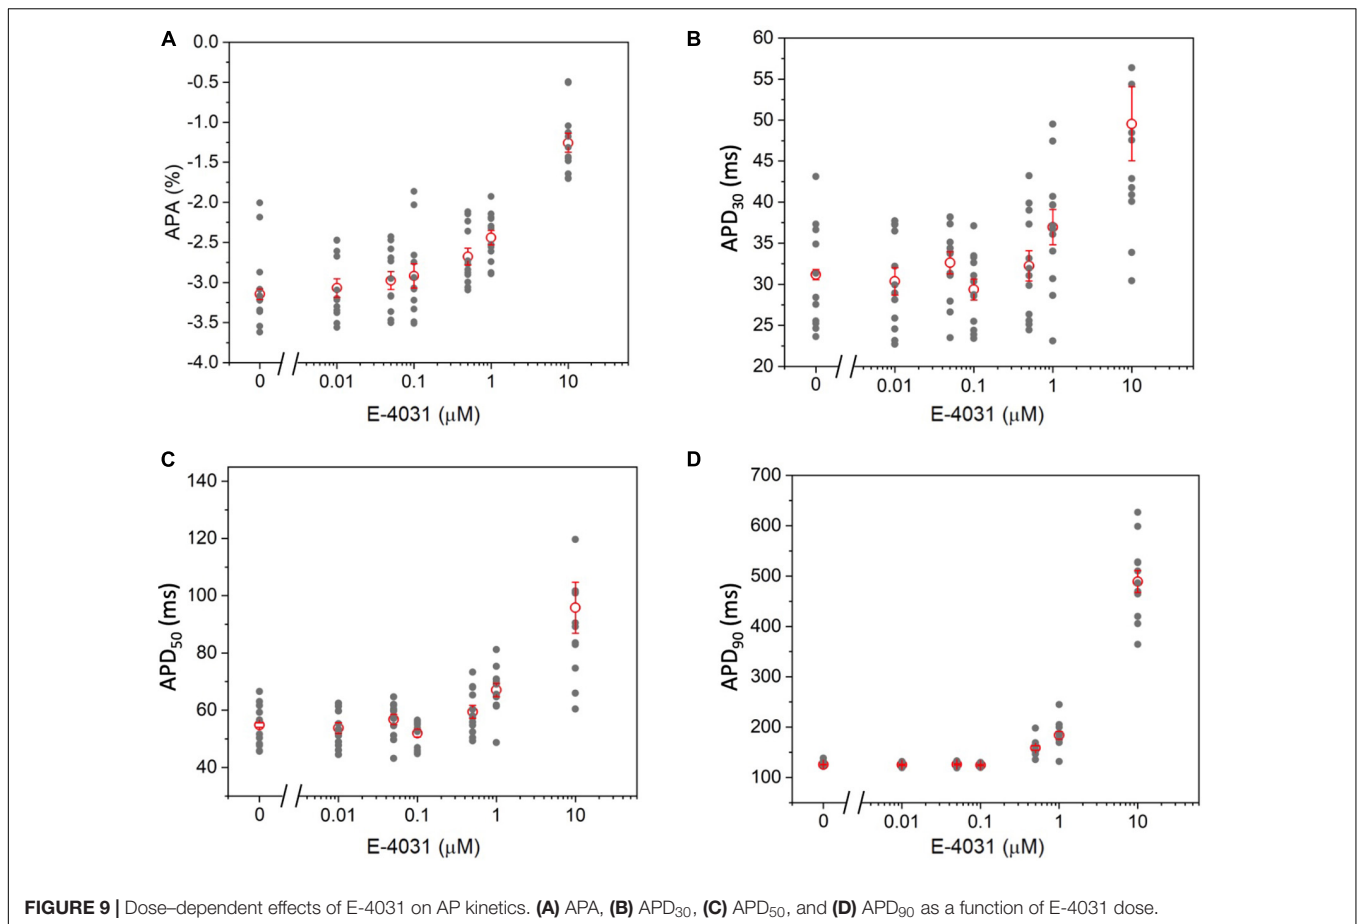 A
APA (%)
0.0
-0.5
-1.0
-1.5
-2.0
-2.5
-3.0
-3.5
-4.0
0 0.01 0.1 1 10
E-4031 (μM)
B
APD30 (ms)
60
55
50
45
40
35
30
25
20
0 0.01 0.1 1 10
E-4031 (μM)
C
APD50 (ms)
140
120
100
80
60
40
0 0.01 0.1 1 10
E-4031 (μM)
D
APD90 (ms)
700
600
500
400
300
200
100
0 0.01 0.1 1 10
E-4031 (μM)
FIGURE 9 | Dose–dependent effects of E-4031 on AP kinetics. (A) APA, (B) APD30, (C) APD50, and (D) APD90 as a function of E-4031 dose.